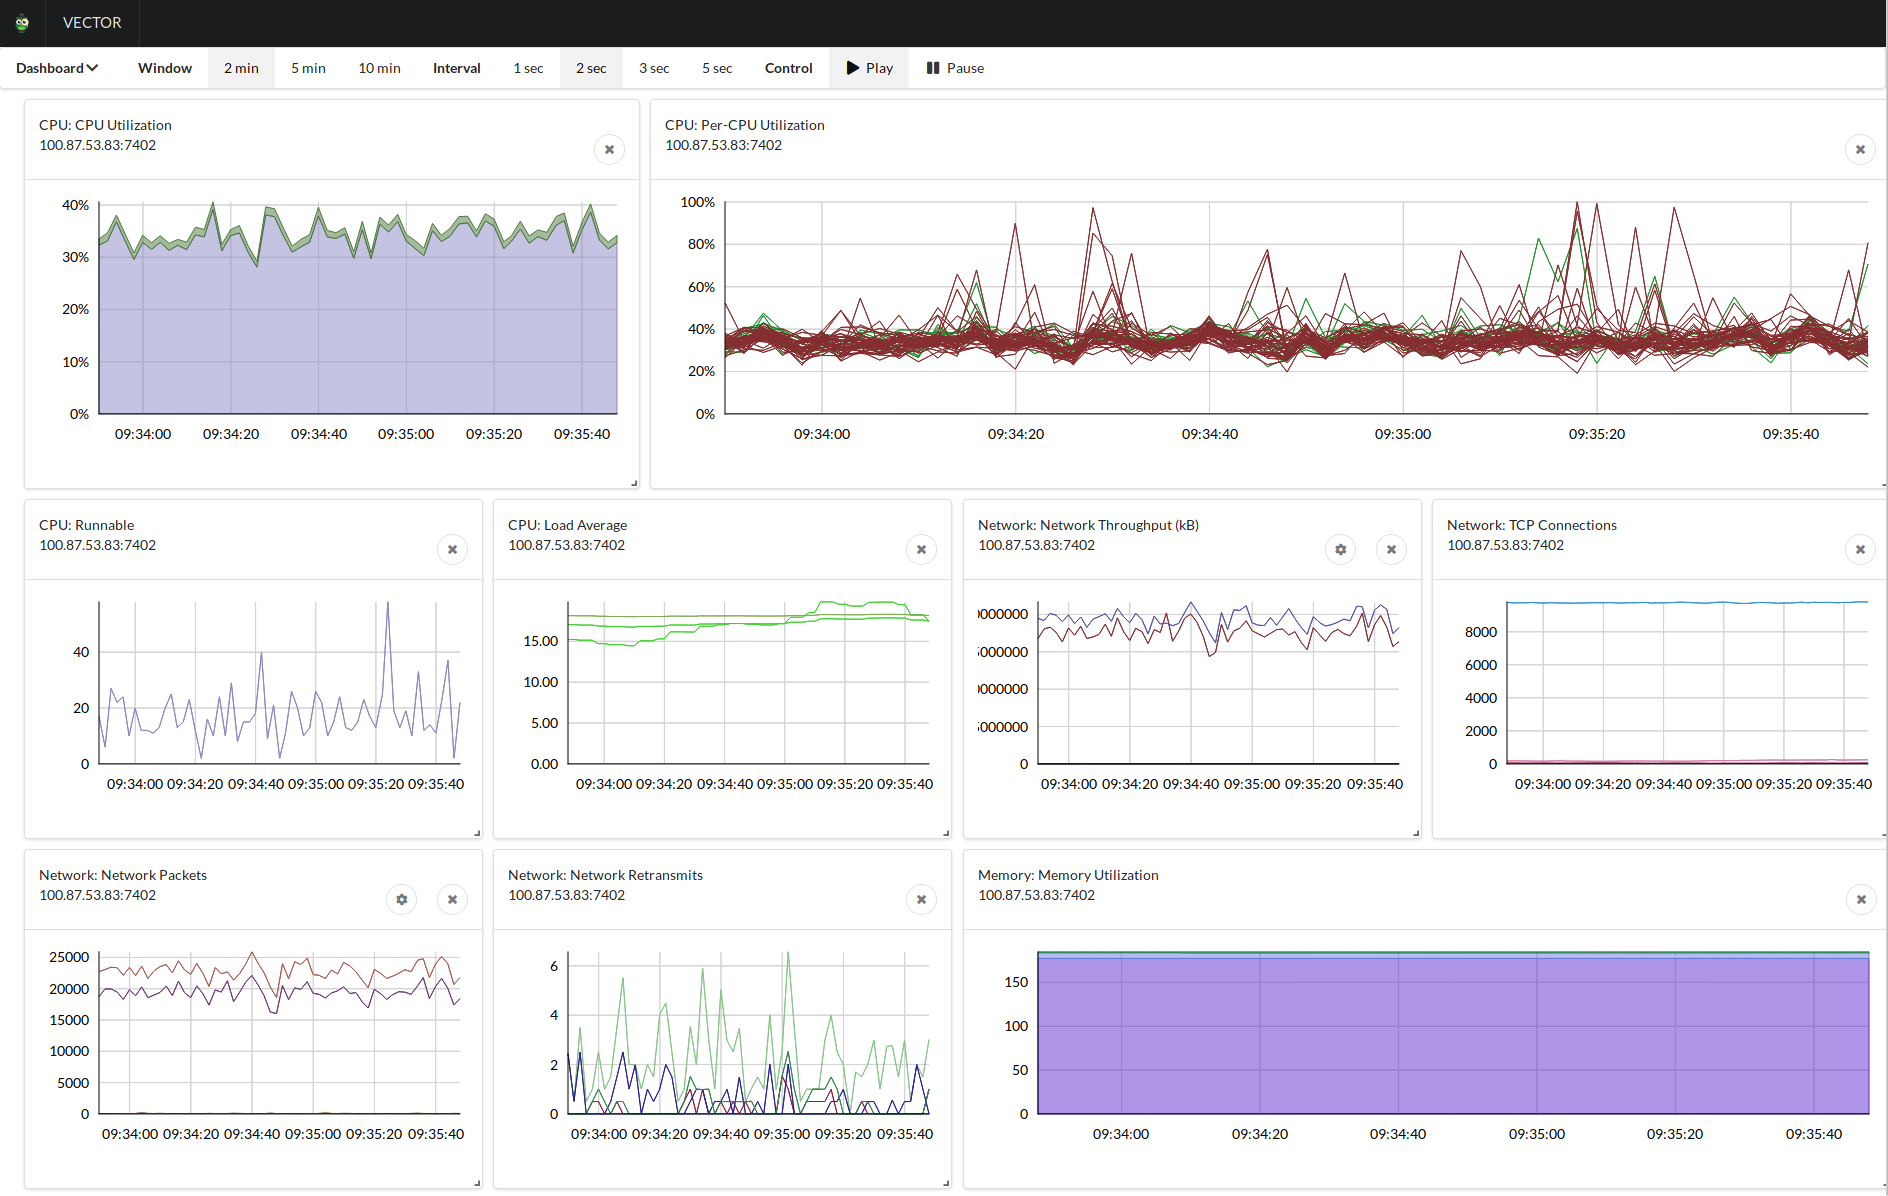 VECTOR
Dashboard Window 2 min 5 min 10 min Interval 1 sec 2 sec 3 sec 5 sec Control Play Pause
CPU: CPU Utilization
100.87.53.83:7402
40%
30%
20%
10%
0%
09:34:00 09:34:20 09:34:40 09:35:00 09:35:20 09:35:40
CPU: Per-CPU Utilization
100.87.53.83:7402
100%
80%
60%
40%
20%
0%
09:34:00 09:34:20 09:34:40 09:35:00 09:35:20 09:35:40
CPU: Runnable
100.87.53.83:7402
40
20
0
09:34:00 09:34:20 09:34:40 09:35:00 09:35:20 09:35:40
CPU: Load Average
100.87.53.83:7402
15.00
10.00
5.00
0.00
09:34:00 09:34:20 09:34:40 09:35:00 09:35:20 09:35:40
Network: Network Throughput (kB)
100.87.53.83:7402
0000000
5000000
0000000
5000000
0
09:34:00 09:34:20 09:34:40 09:35:00 09:35:20 09:35:40
Network: TCP Connections
100.87.53.83:7402
8000
6000
4000
2000
0
09:34:00 09:34:20 09:34:40 09:35:00 09:35:20 09:35:40
Network: Network Packets
100.87.53.83:7402
25000
20000
15000
10000
5000
0
09:34:00 09:34:20 09:34:40 09:35:00 09:35:20 09:35:40
Network: Network Retransmits
100.87.53.83:7402
6
4
2
0
09:34:00 09:34:20 09:34:40 09:35:00 09:35:20 09:35:40
Memory: Memory Utilization
100.87.53.83:7402
150
100
50
0
09:34:00 09:34:20 09:34:40 09:35:00 09:35:20 09:35:40